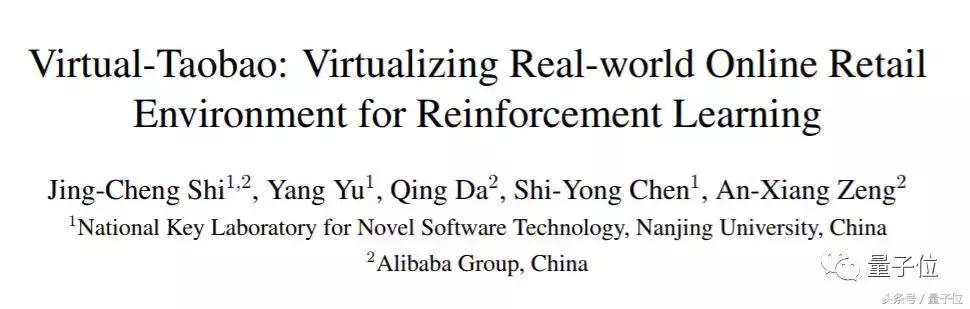 Virtual-Taobao: Virtualizing Real-world Online Retail
Environment for Reinforcement Learning
Jing-Cheng Shi1,2, Yang Yu1, Qing Da2, Shi-Yong Chen1, An-Xiang Zeng2
1National Key Laboratory for Novel Software Technology, Nanjing University, China
2Alibaba Group, China
量子位
头条号 / 量子位